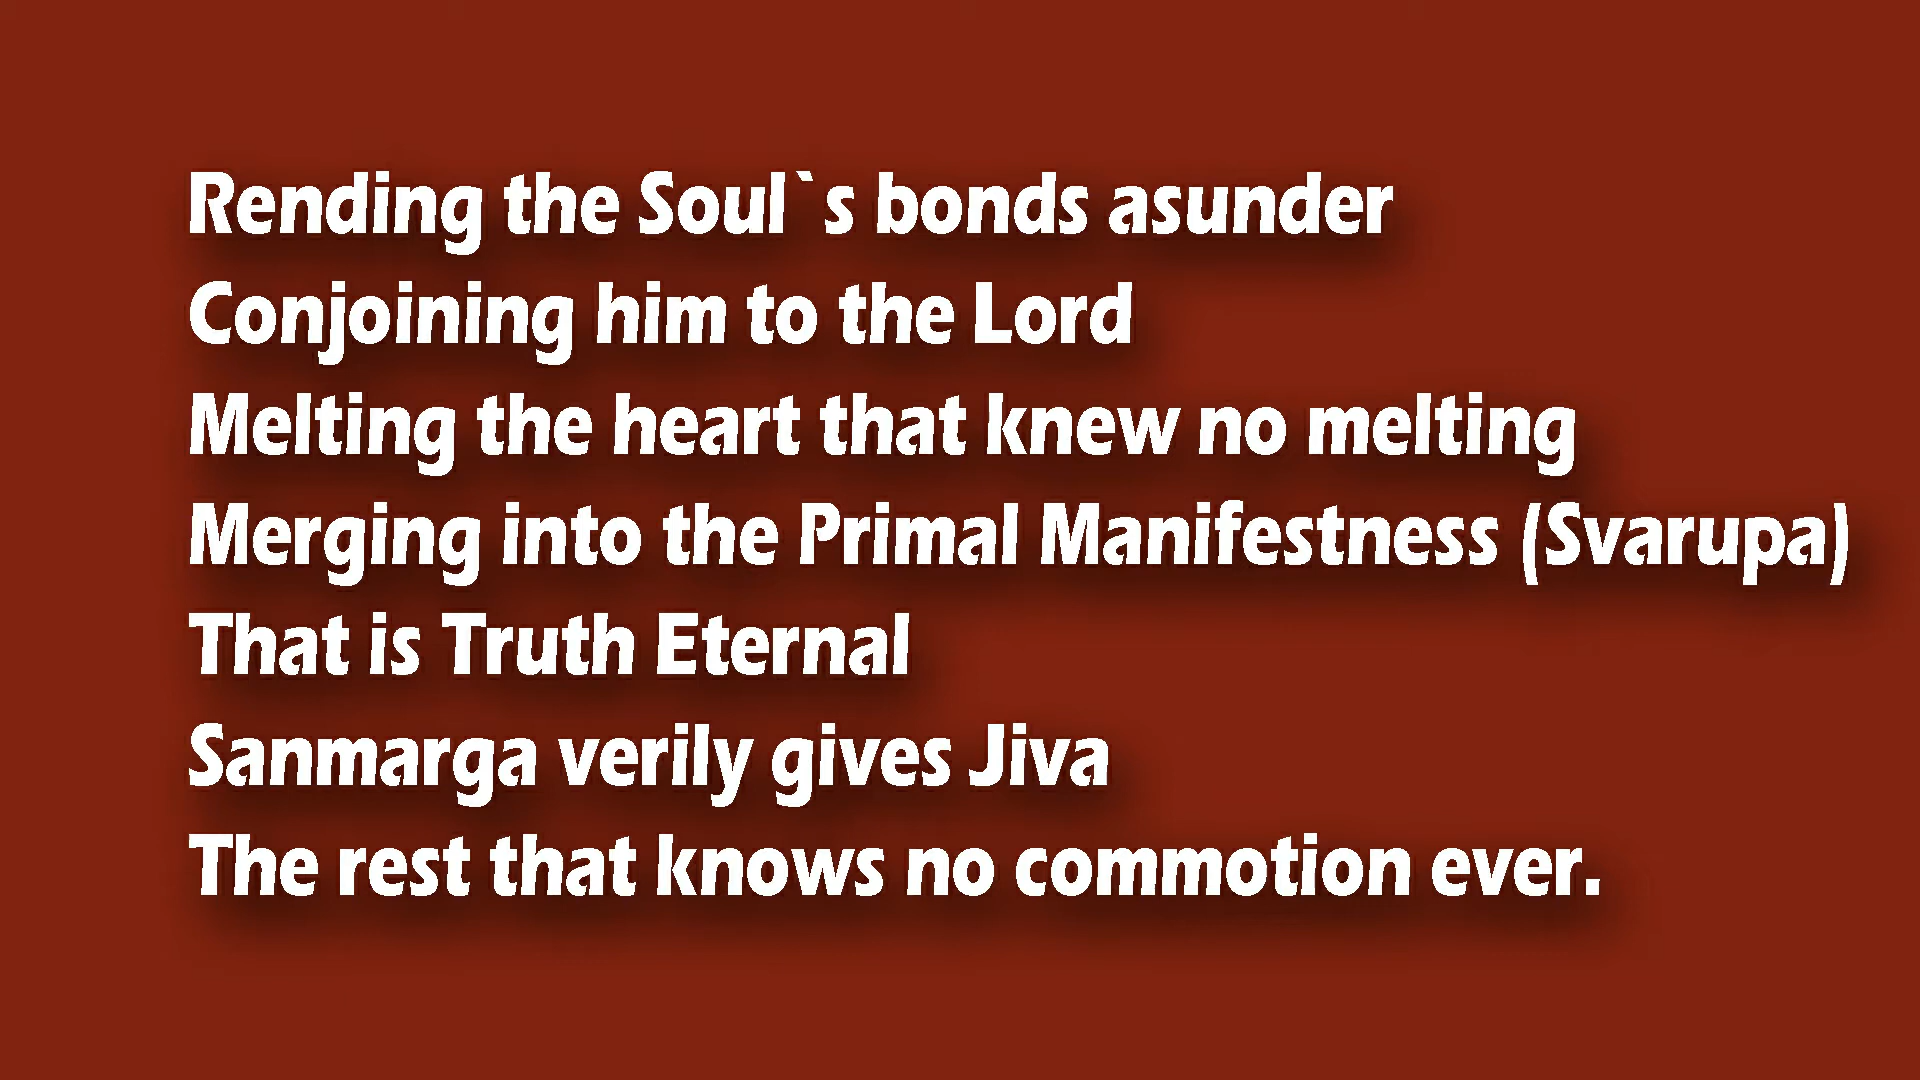 Rending the Soul`s bonds asunder
Conjoining him to the Lord
Melting the heart that knew no melting
Merging into the Primal Manifestness (Svarupa)
That is Truth Eternal
Sanmarga verily gives Jiva
The rest that knows no commotion ever.